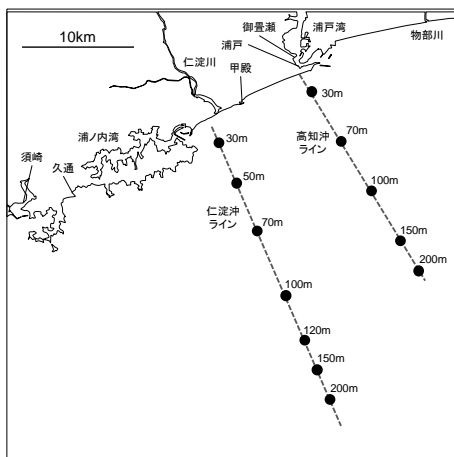 御畳瀬
浦戸湾
物部川
浦戸
10km
仁淀川
甲殿
30m
浦ノ内湾
30m
高知沖
ライン
70m
須崎
久通
50m
100m
仁淀沖
ライン
70m
150m
200m
100m
120m
150m
200m